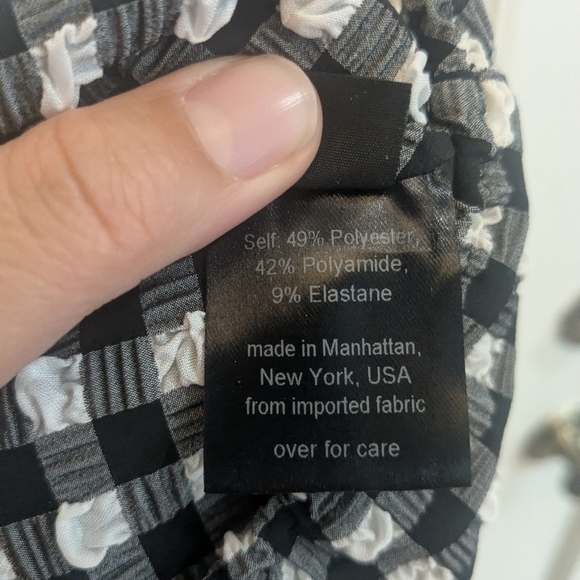 Self: 49% Polyester,
42% Polyamide,
9% Elastane
made in Manhattan,
New York, USA
from imported fabric
over for care